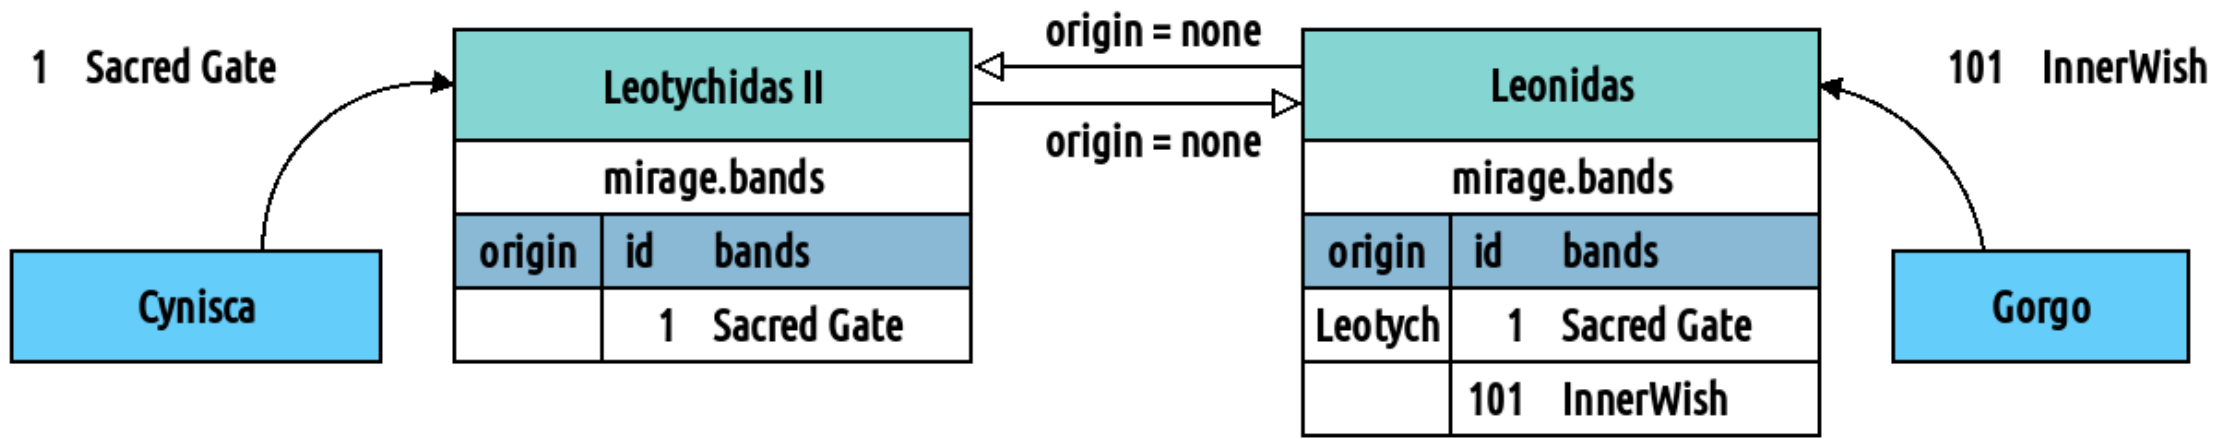 1 Sacred Gate
Cynisca
Leotychidas II
mirage.bands
origin id bands
1 Sacred Gate
origin = none
origin = none
Leonidas
mirage.bands
origin id bands
Leotych 1 Sacred Gate
101 InnerWish
101 InnerWish
Gorgo